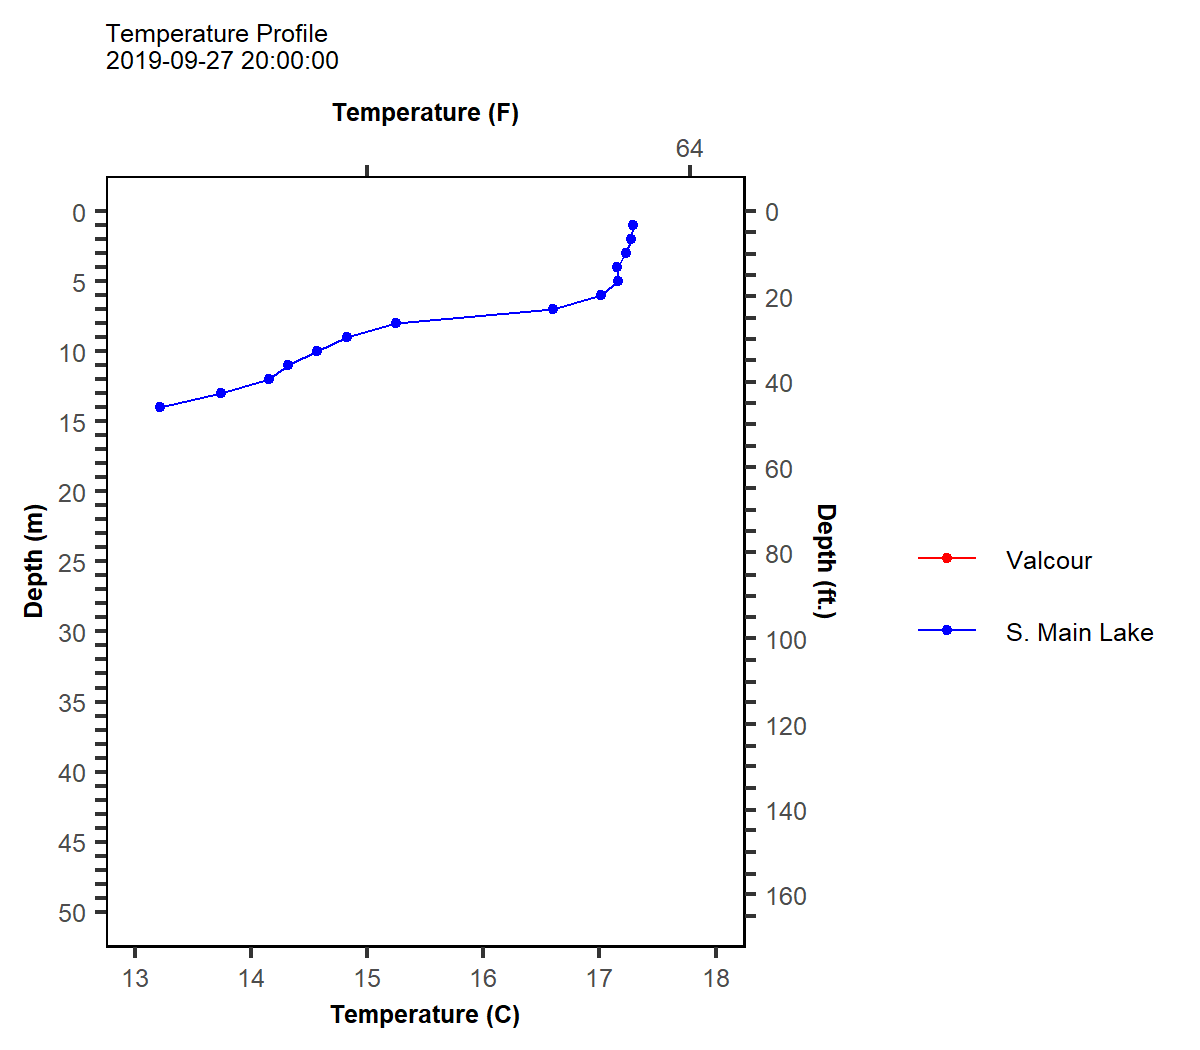 Temperature Profile
2019-09-27 20:00:00
Temperature (F)
64
0
5
10
15
20
25
30
35
40
45
50
Depth (m)
0
20
40
60
80
100
120
140
160
Depth (ft.)
Valcour
S. Main Lake
13 14 15 16 17 18
Temperature (C)